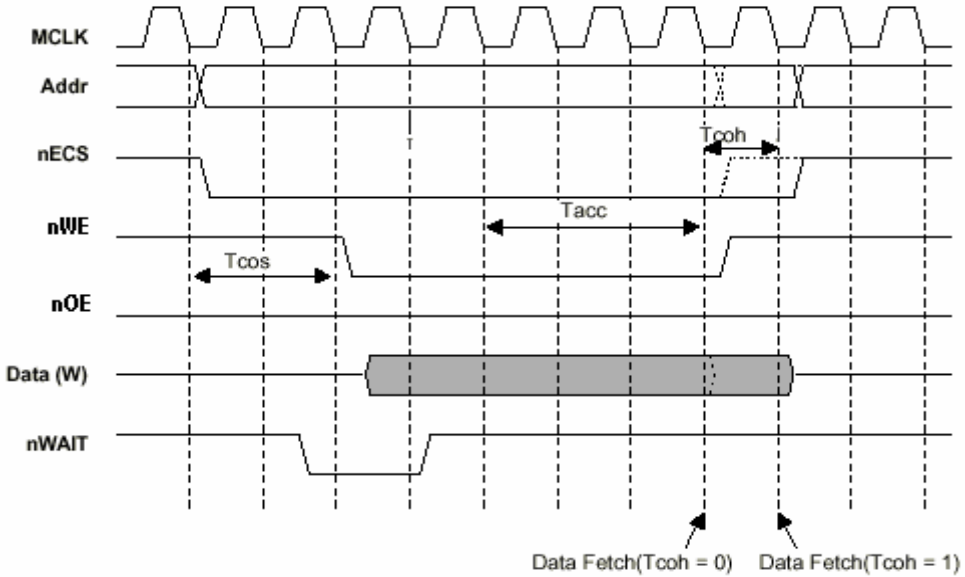 MCLK
Addr
T
Tcoh
nECS
Tacc
nWE
Tcos
nOE
Data (W)
nWAIT
Data Fetch(Tcoh = 0) Data Fetch(Tcoh = 1)